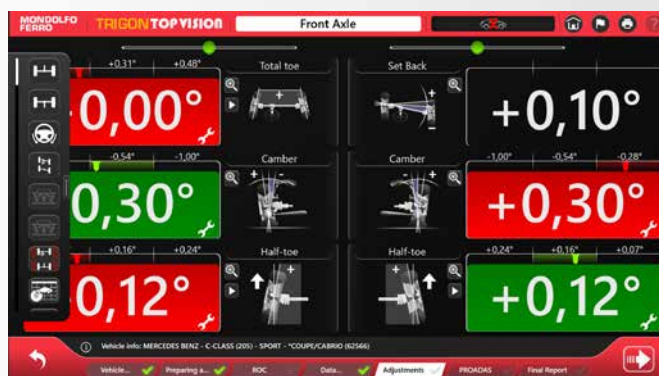 MONDOLFO FERRO
TRIGON TOP VISION
Front Axle
?
+0,31° +0,48°
Total toe
Set Back
0,00°
+0,10°
-0,54° -1,00°
Camber
Camber
-1,00° -0,54° -0,28°
0,30°
+0,30°
+0,16° +0,24°
Half-toe
Half-toe
+0,24° +0,16° +0,07°
0,12°
+0,12°
Vehicle info: MERCEDES BENZ - C-CLASS (205) - SPORT - *COUPE/CABRIO (62566)
Vehicle... Preparing a... ROC Data... Adjustments PROADAS Final Report